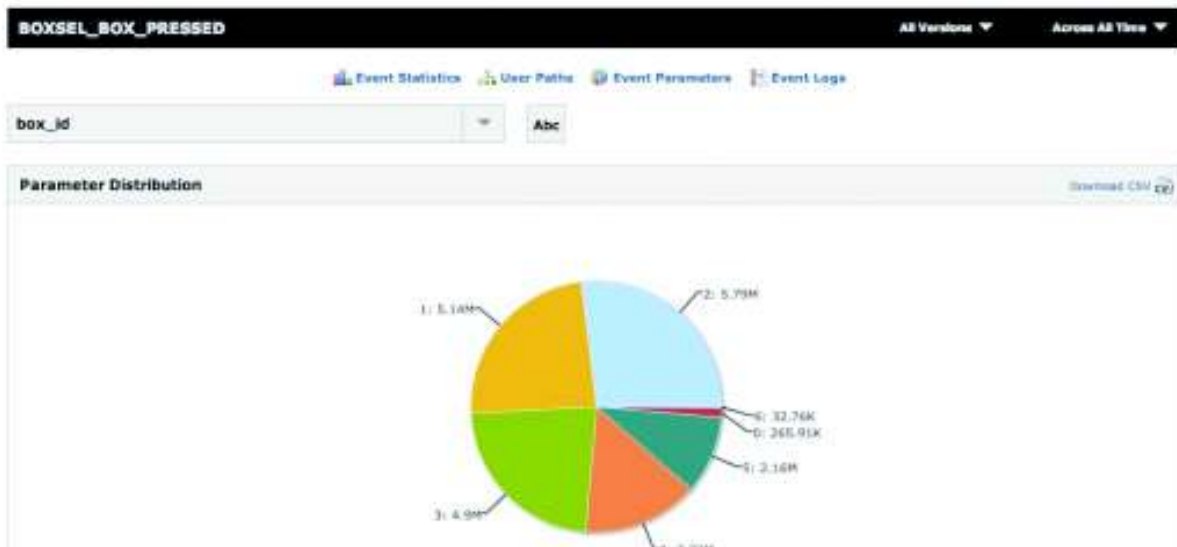 BOXSEL_BOX_PRESSED All Versions Across All Time
Event Statistics User Paths Event Parameters Event Logs
box_id Abc
Parameter Distribution Download CSV
2: 5.79M
1: 5.14M
6: 32.76K
0: 265.91K
5: 2.16M
3: 4.9M